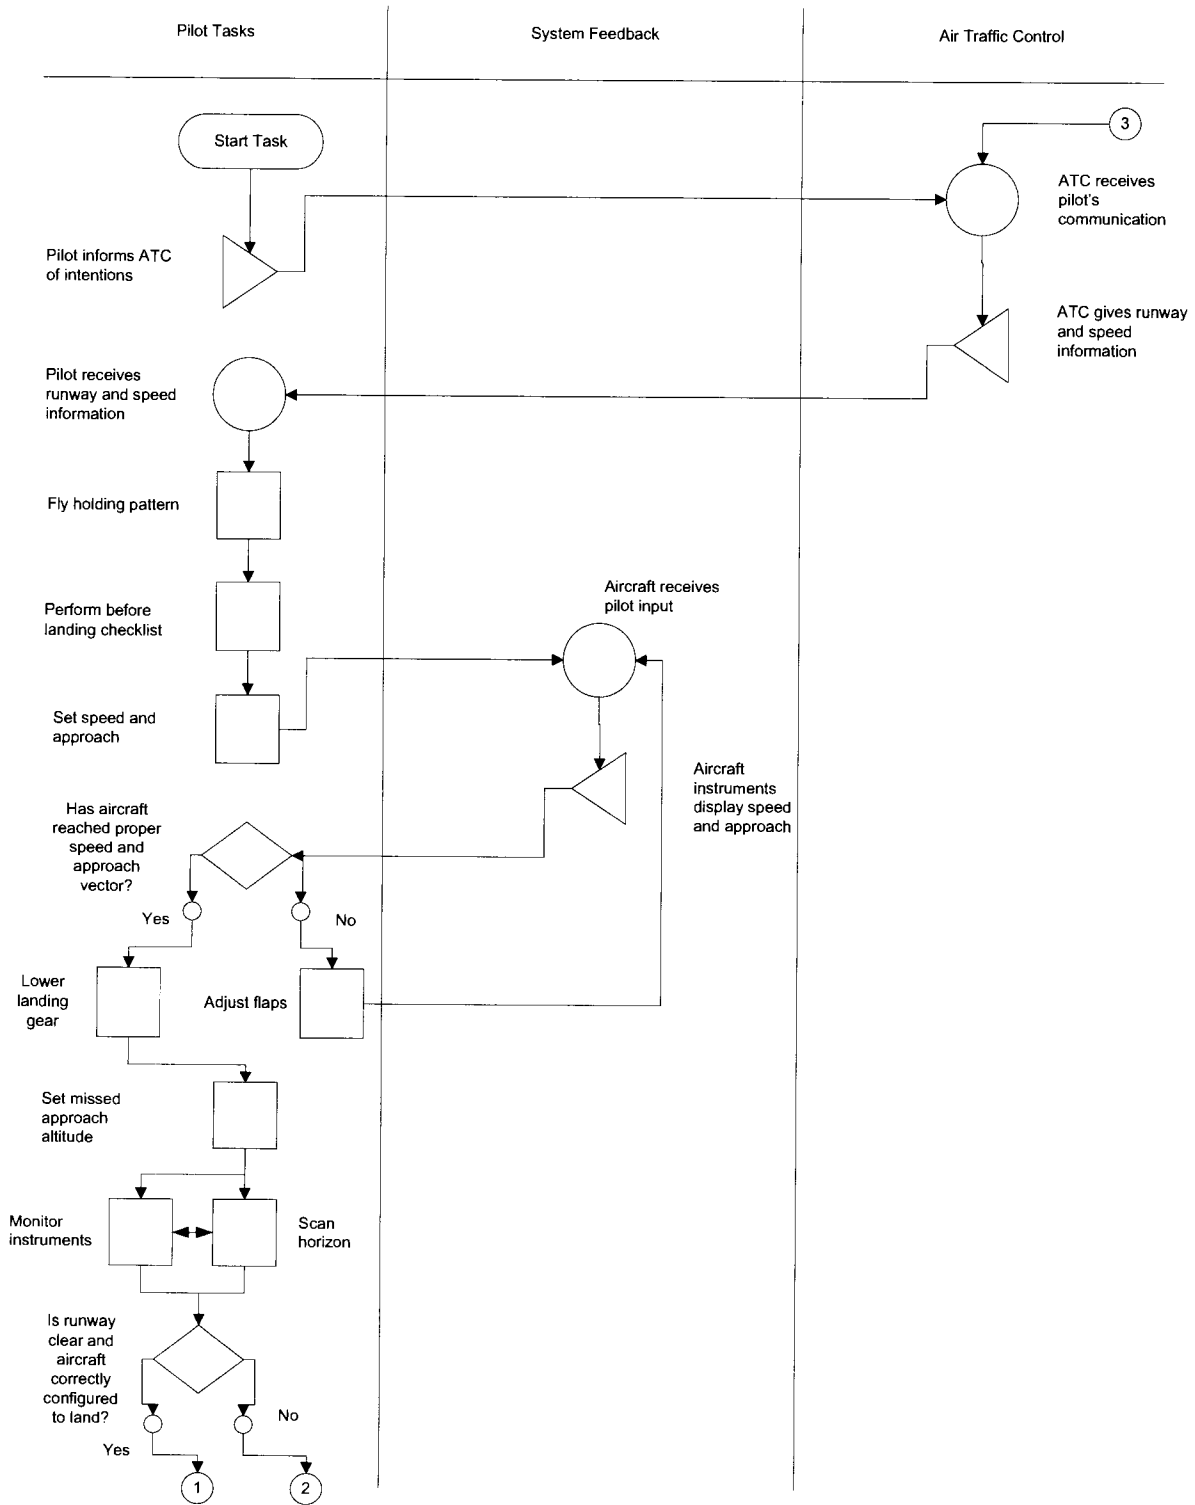 Pilot Tasks
System Feedback
Air Traffic Control
Start Task
3
ATC receives
pilot's
communication
Pilot informs ATC
of intentions
ATC gives runway
and speed
information
Pilot receives
runway and speed
information
Fly holding pattern
Perform before
landing checklist
Aircraft receives
pilot input
Set speed and
approach
Aircraft
instruments
display speed
and approach
Has aircraft
reached proper
speed and
approach
vector?
Yes
No
Lower
landing
gear
Adjust flaps
Set missed
approach
altitude
Monitor
instruments
Scan
horizon
Is runway
clear and
aircraft
correctly
configured
to land?
No
Yes
1
2